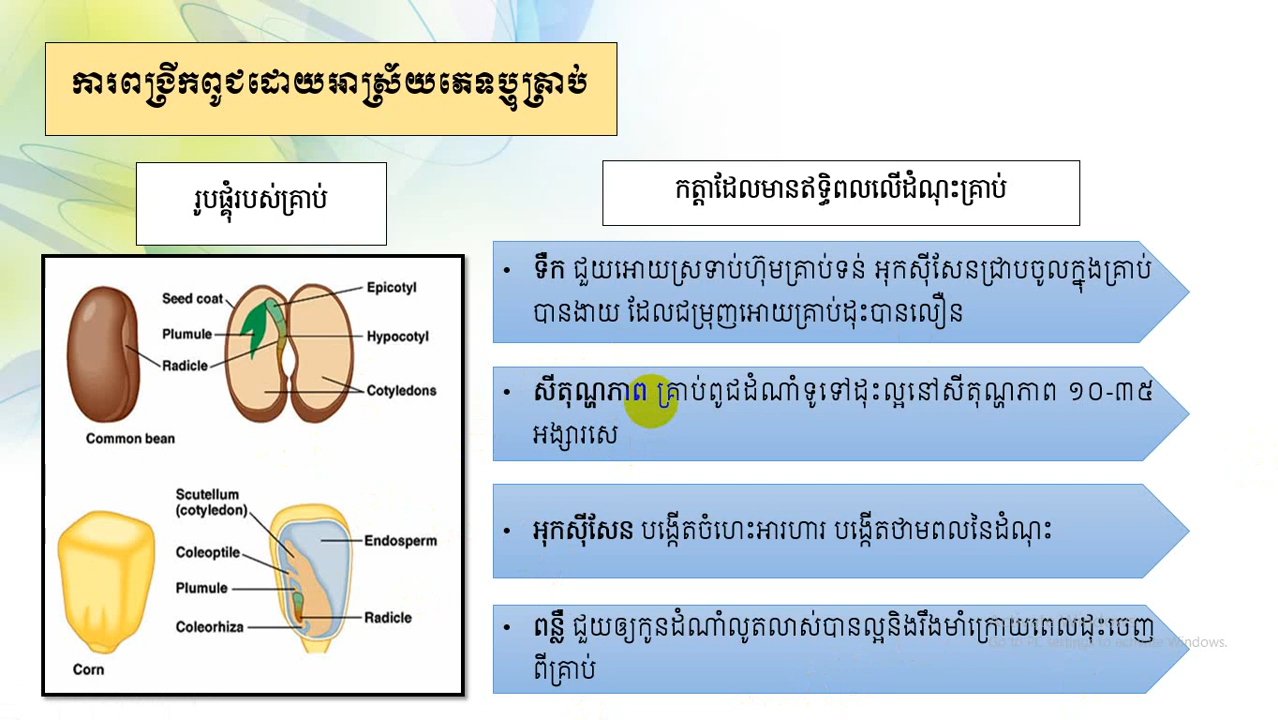 ការពង្រីកពូជដោយអាស្រ័យភេទឬគ្រាប់
រូបផ្គុំរបស់គ្រាប់
កត្តាដែលមានឥទ្ធិពលលើដំណុះគ្រាប់
Seed coat
Epicotyl
Plumule
Hypocotyl
Radicle
Cotyledons
Common bean
Scutellum
(cotyledon)
Coleoptile
Endosperm
Plumule
Radicle
Coleorhiza
Corn
• ទឹក ជួយអោយស្រទាប់ហ៊ុមគ្រាប់ទន់ អុកស៊ីសែនជ្រាបចូលក្នុងគ្រាប់
បានងាយ ដែលជម្រុញអោយគ្រាប់ដុះបានលឿន
• សីតុណ្ហភាព គ្រាប់ពូជដំណាំទូទៅដុះល្អនៅសីតុណ្ហភាព ១០-៣៥
អង្សារសេ
• អុកស៊ីសែន បង្កើតចំហេះអារហារ បង្កើតថាមពលនៃដំណុះ
• ពន្លឺ ជួយឲ្យកូនដំណាំលូតលាស់បានល្អនិងរឹងមាំក្រោយពេលដុះចេញ
ពីគ្រាប់